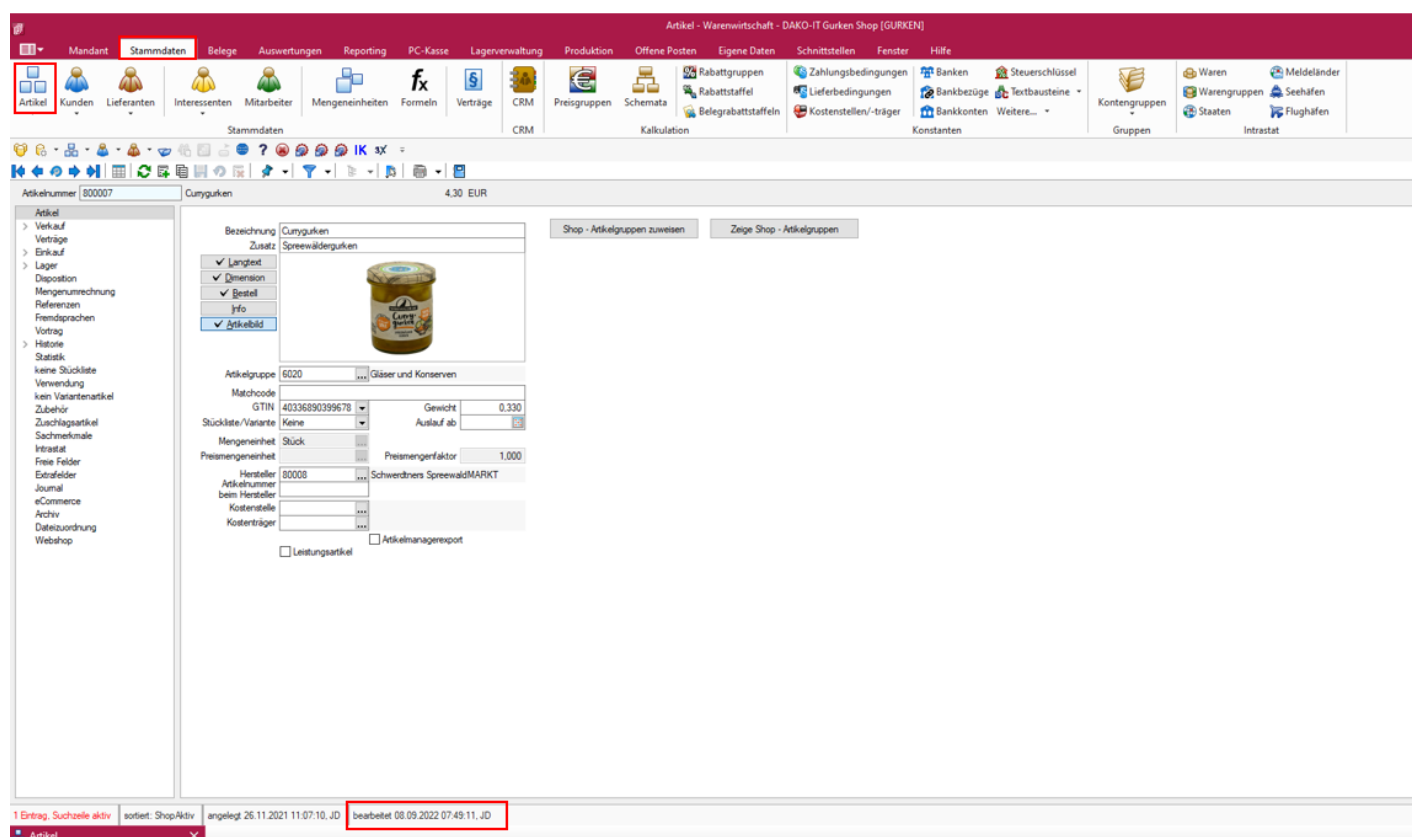 Artikel - Warenwirtschaft - DAKO-IT Gurken Shop [GURKEN]
Mandant Stammdaten Belege Auswertungen Reporting PC-Kasse Lagerverwaltung Produktion Offene Posten Eigene Daten Schnittstellen Fenster Hilfe
Artikel Kunden Lieferanten Interessenten Mitarbeiter Mengeneinheiten Formeln Verträge CRM Preisgruppen Schemata
Rabattgruppen Zahlungsbedingungen Banken Steuerschlüssel Kontengruppen Waren Meldeländer
Rabattstaffel Lieferbedingungen Bankbezüge Textbausteine Warengruppen Seehäfen
Belegrabattstaffeln Kostenstellen/-träger Bankkonten Weitere... Staaten Flughäfen
Stammdaten CRM Kalkulation Konstanten Gruppen Intrastat
? IK
Artikelnummer 800007 Currygurken 4,30 EUR
Artikel
Verkauf
Verträge
Einkauf
Lager
Disposition
Mengenumrechnung
Referenzen
Fremdsprachen
Vortrag
Historie
Statistik
keine Stückliste
Verwendung
kein Variantenartikel
Zubehör
Zuschlagsartikel
Sachmerkmale
Intrastat
Freie Felder
Extrafelder
Journal
eCommerce
Archiv
Dateizuordnung
Webshop
Bezeichnung Currygurken
Zusatz Spreewäldergurken
Langtext
Dimension
Bestell
Info
Artikelbild
Curry-
gurken
Shop - Artikelgruppen zuweisen Zeige Shop - Artikelgruppen
Artikelgruppe 6020 ... Gläser und Konserven
Matchcode
GTIN 40336890399678 Gewicht 0,330
Stückliste/Variante Keine Auslauf ab
Mengeneinheit Stück ...
Preismengeneinheit ... Preismengenfaktor 1,000
Hersteller 80008 ... Schwerdtners SpreewaldMARKT
Artikelnummer
beim Hersteller
Kostenstelle ...
Kostenträger ...
Artikelmanagerexport
Leistungsartikel
1 Eintrag, Suchzeile aktiv sortiert: ShopAktiv angelegt 26.11.2021 11:07:10, JD bearbeitet 08.09.2022 07:49:11, JD
Artikel